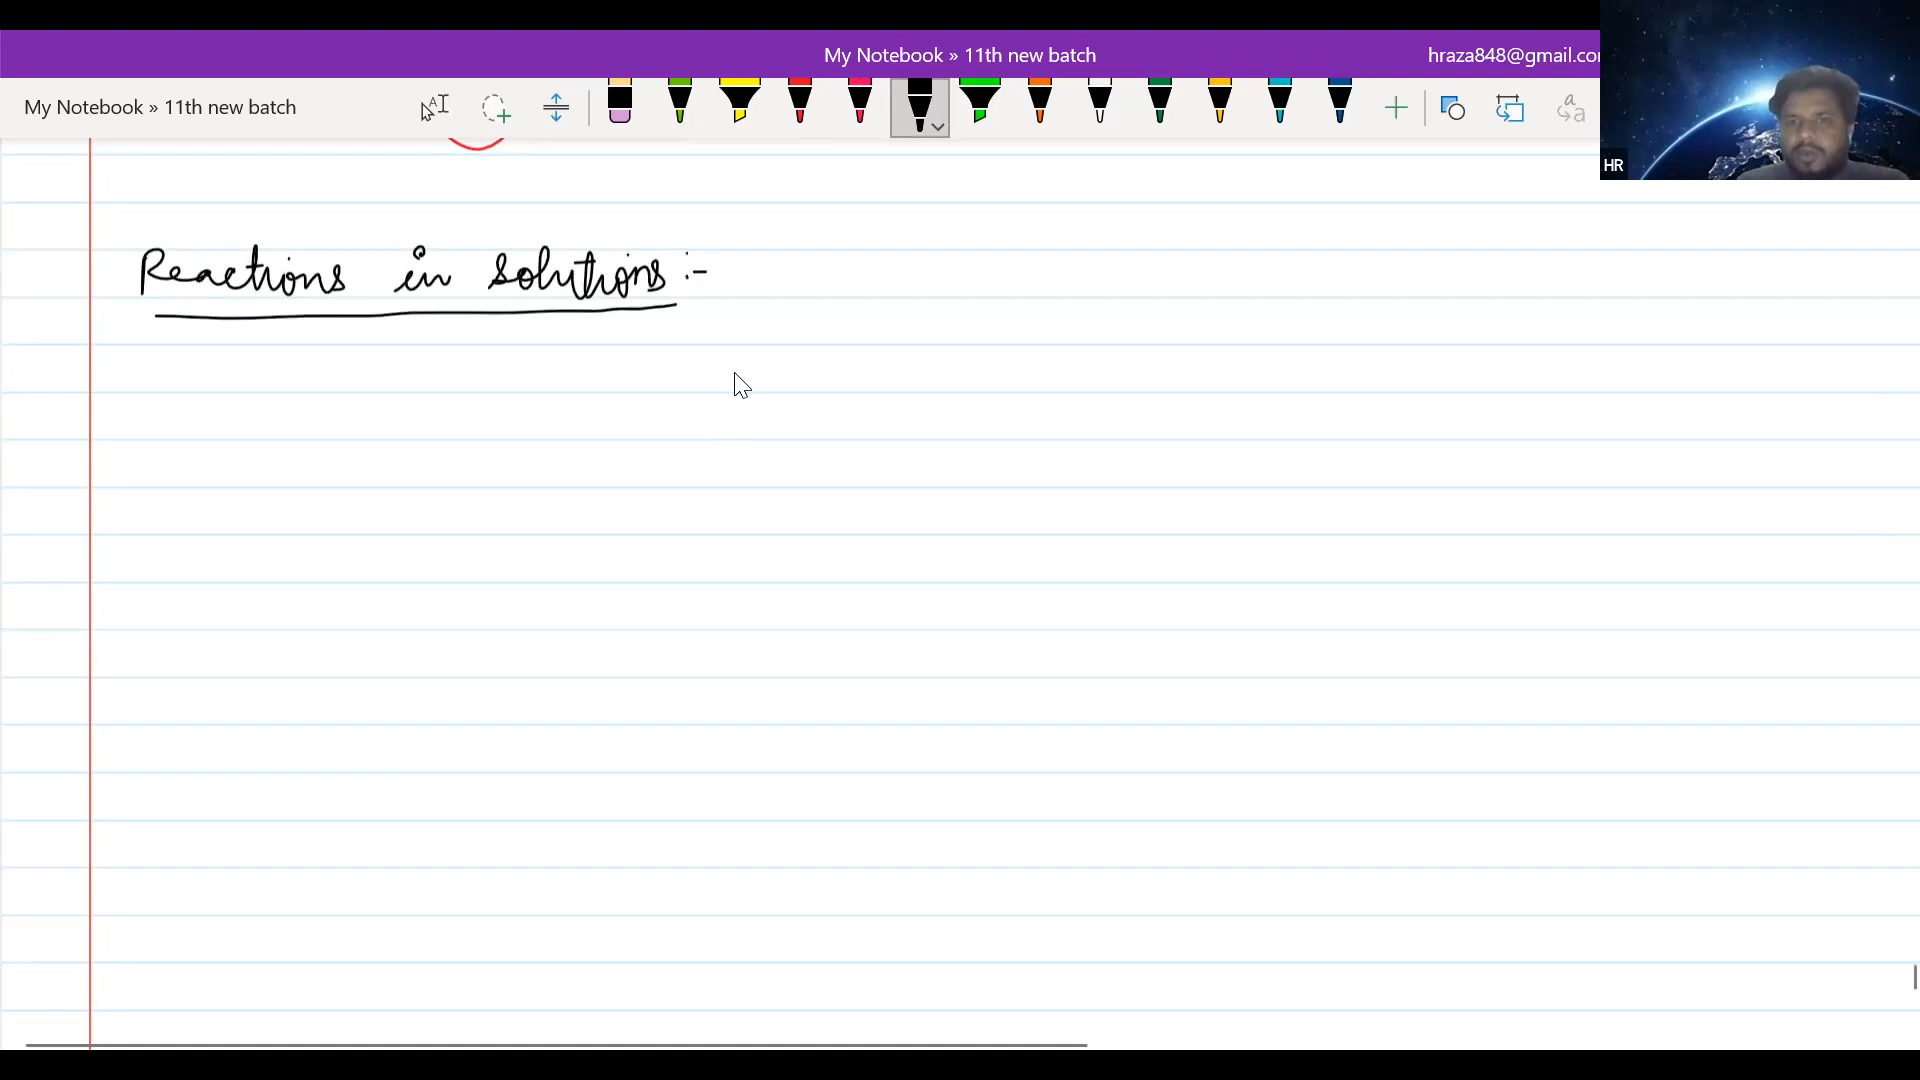 My Notebook » 11th new batch
hraza848@gmail.co
My Notebook » 11th new batch
HR
Reactions in solutions :-